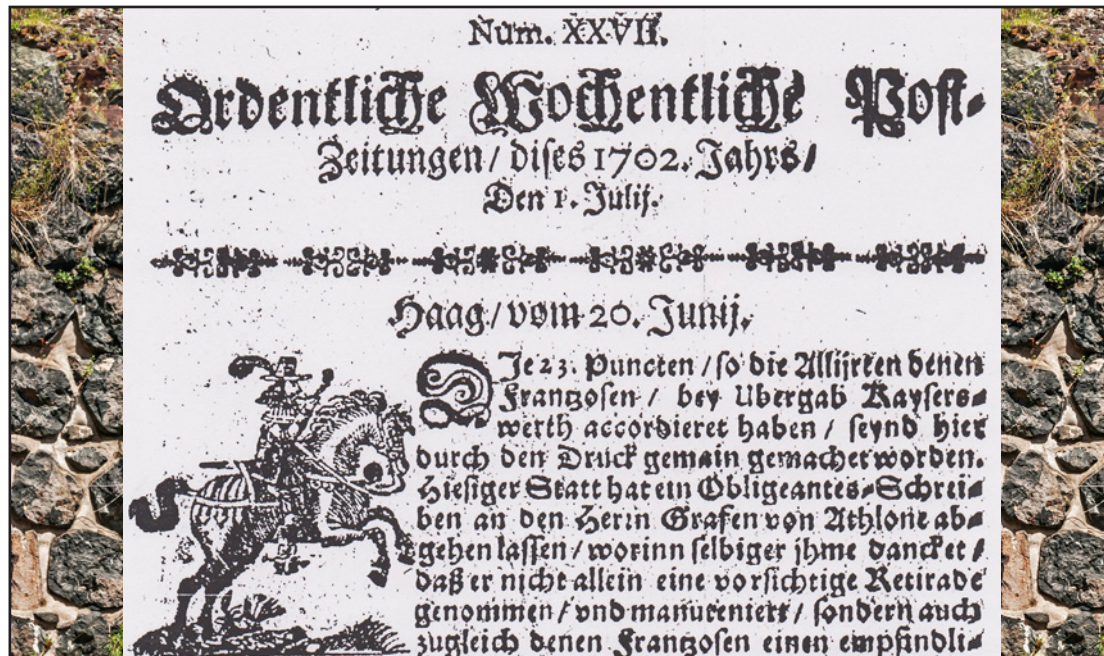 Num. XXVII.
Ordentliche Wochentliche Post-
Zeitungen / dises 1702. Jahrs /
Den 1. Julij.
Haag / vom 20. Junij.
DIe 23. Puncten / so die Allijrten denen
Frantzosen / bey Ubergab Kaysers-
werth accordieret haben / seynd hier
durch den Druck gemain gemachet worden.
Hiesiger Statt hat ein Obligeantes-Schrei-
ben an den Herrn Grafen von Athlone ab-
gehen lassen / worinn selbiger jhme dancket /
daß er nicht allein eine vorsichtige Retirade
genommen / vnd manuteniert / sondern auch
zugleich denen Frantzosen einen empfindli-